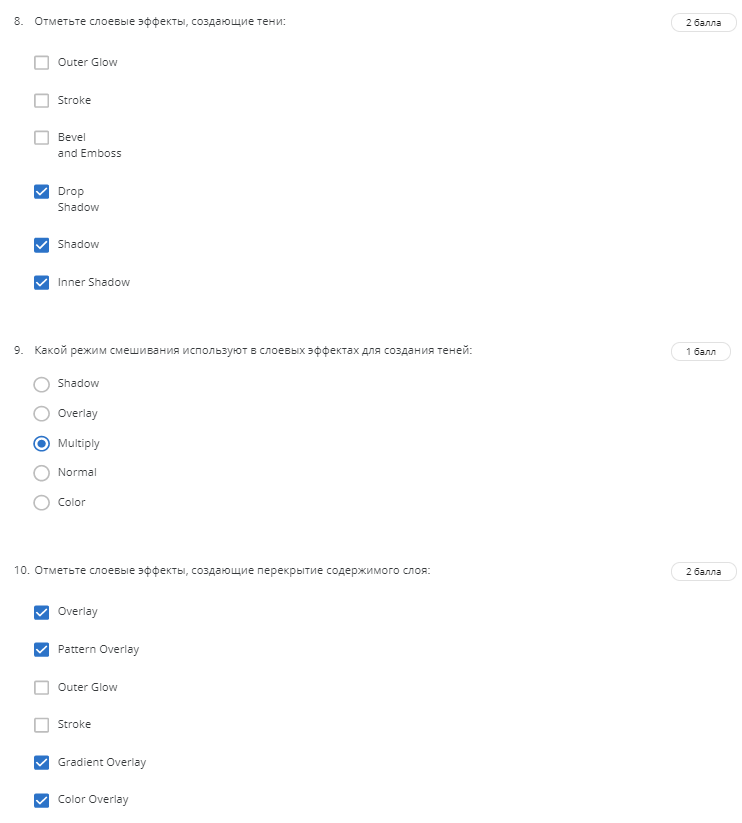 8. Отметьте слоевые эффекты, создающие тени: 2 балла
Outer Glow
Stroke
Bevel
and Emboss
Drop
Shadow
Shadow
Inner Shadow
9. Какой режим смешивания используют в слоевых эффектах для создания теней: 1 балл
Shadow
Overlay
Multiply
Normal
Color
10. Отметьте слоевые эффекты, создающие перекрытие содержимого слоя: 2 балла
Overlay
Pattern Overlay
Outer Glow
Stroke
Gradient Overlay
Color Overlay